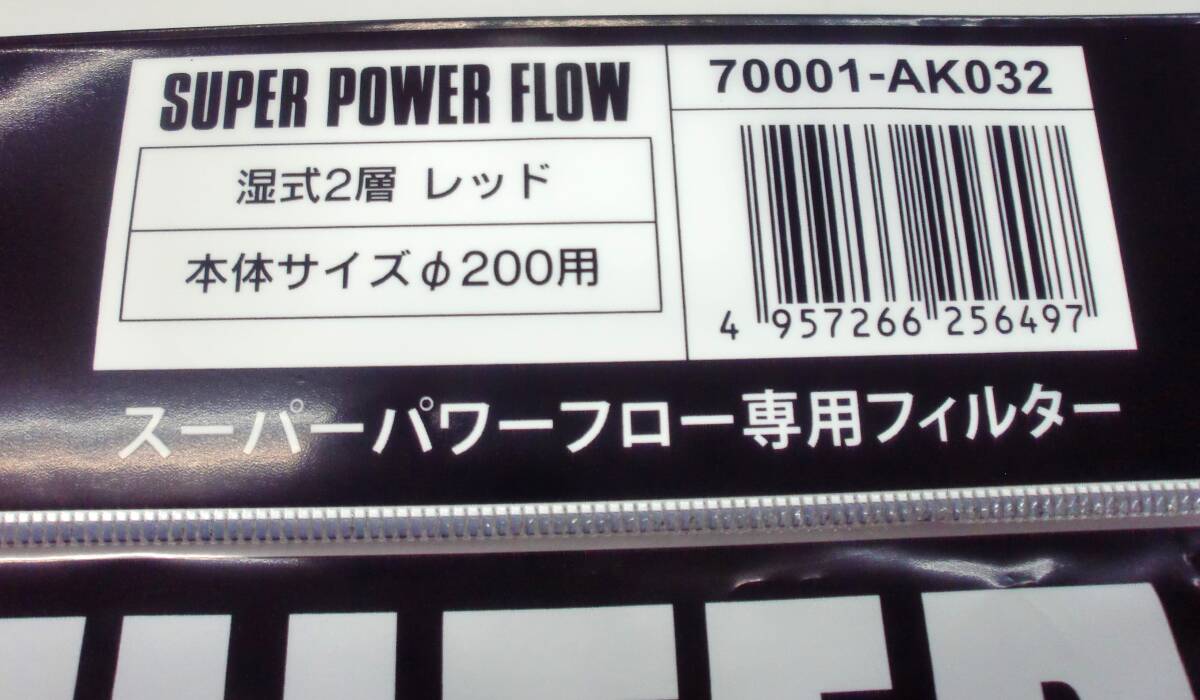 SUPER POWER FLOW
湿式2層 レッド
本体サイズφ200用
70001-AK032
4 957266 256497
スーパーパワーフロー専用フィルター